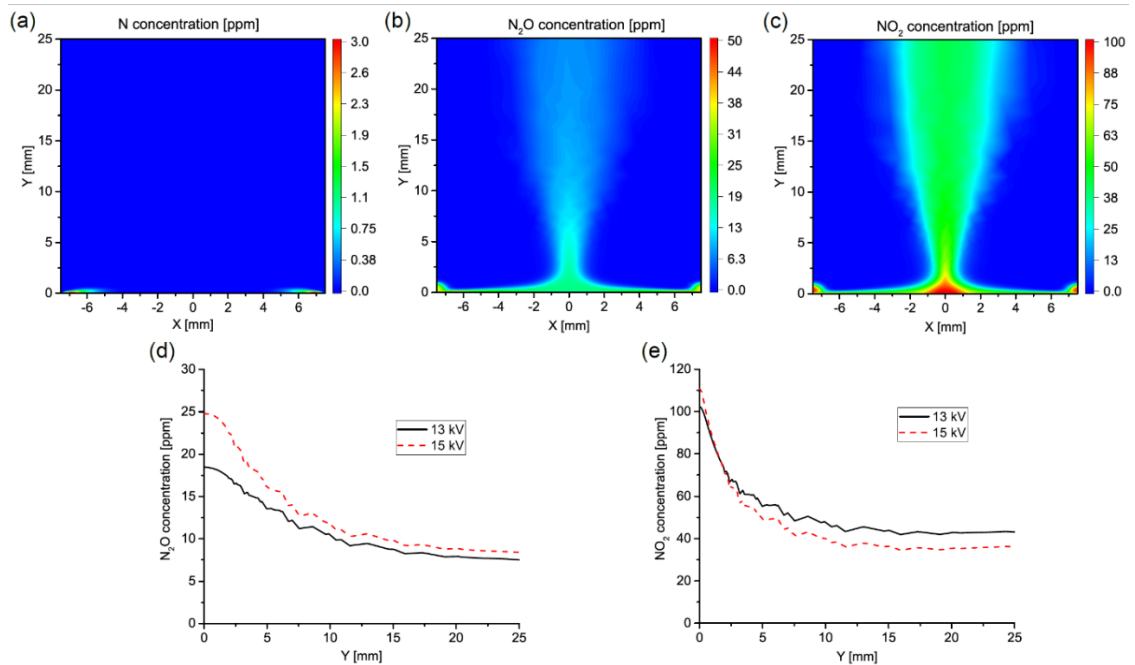 (a)
N concentration [ppm]
25
20
15
10
5
0
Y [mm]
-6 -4 -2 0 2 4 6
X [mm]
3.0
2.6
2.3
1.9
1.5
1.1
0.75
0.38
0.0
(b)
N₂O concentration [ppm]
25
20
15
10
5
0
Y [mm]
-6 -4 -2 0 2 4 6
X [mm]
50
44
38
31
25
19
13
6.3
0.0
(c)
NO₂ concentration [ppm]
25
20
15
10
5
0
Y [mm]
-6 -4 -2 0 2 4 6
X [mm]
100
88
75
63
50
38
25
13
0.0
(d)
N₂O concentration [ppm]
30
25
20
15
10
5
0
0 5 10 15 20 25
Y [mm]
13 kV
15 kV
(e)
NO₂ concentration [ppm]
120
100
80
60
40
20
0
0 5 10 15 20 25
Y [mm]
13 kV
15 kV